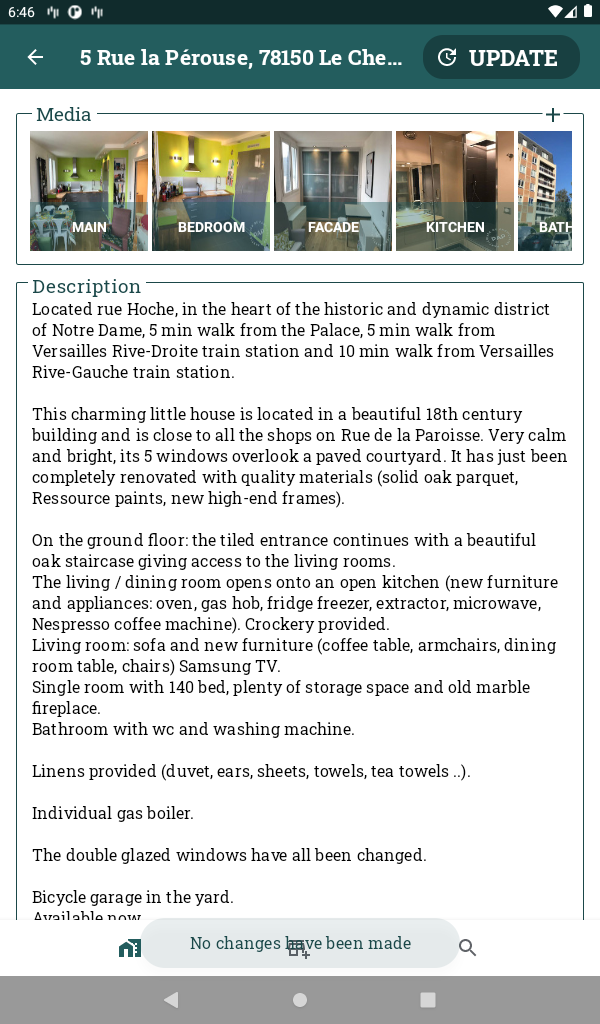 6:46
5 Rue la Pérouse, 78150 Le Che...
UPDATE
Media
MAIN
BEDROOM
FACADE
KITCHEN
BATH
Description
Located rue Hoche, in the heart of the historic and dynamic district
of Notre Dame, 5 min walk from the Palace, 5 min walk from
Versailles Rive-Droite train station and 10 min walk from Versailles
Rive-Gauche train station.
This charming little house is located in a beautiful 18th century
building and is close to all the shops on Rue de la Paroisse. Very calm
and bright, its 5 windows overlook a paved courtyard. It has just been
completely renovated with quality materials (solid oak parquet,
Ressource paints, new high-end frames).
On the ground floor: the tiled entrance continues with a beautiful
oak staircase giving access to the living rooms.
The living / dining room opens onto an open kitchen (new furniture
and appliances: oven, gas hob, fridge freezer, extractor, microwave,
Nespresso coffee machine). Crockery provided.
Living room: sofa and new furniture (coffee table, armchairs, dining
room table, chairs) Samsung TV.
Single room with 140 bed, plenty of storage space and old marble
fireplace.
Bathroom with wc and washing machine.
Linens provided (duvet, ears, sheets, towels, tea towels ..).
Individual gas boiler.
The double glazed windows have all been changed.
Bicycle garage in the yard.
Available now
No changes have been made